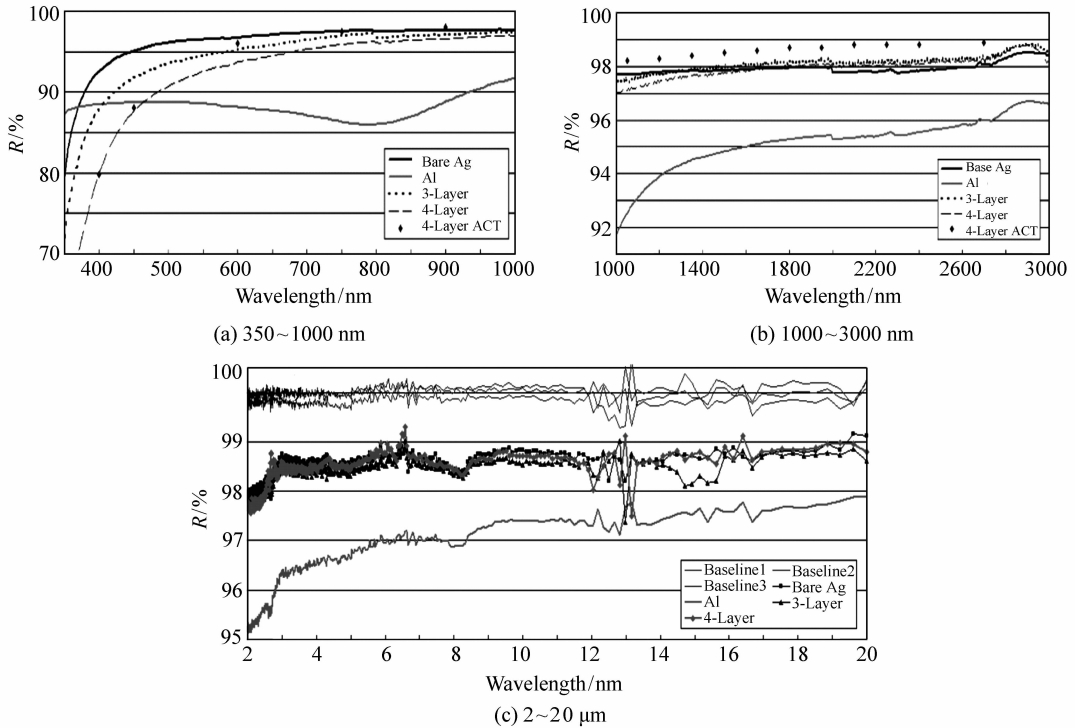 100
90
80
70
R/%
400 500 600 700 800 900 1000
Wavelength/nm
Bare Ag
Al
3-Layer
4-Layer
4-Layer ACT
(a) 350~1000 nm
98
96
94
92
R/%
1000 1400 1800 2200 2600 3000
Wavelength/nm
Base Ag
Al
3-Layer
4-Layer
4-Layer ACT
(b) 1000~3000 nm
100
99
98
97
96
95
R/%
2 4 6 8 10 12 14 16 18 20
Wavelength/nm
Baseline1 Baseline2
Baseline3 Bare Ag
Al 3-Layer
4-Layer
(c) 2~20 μm